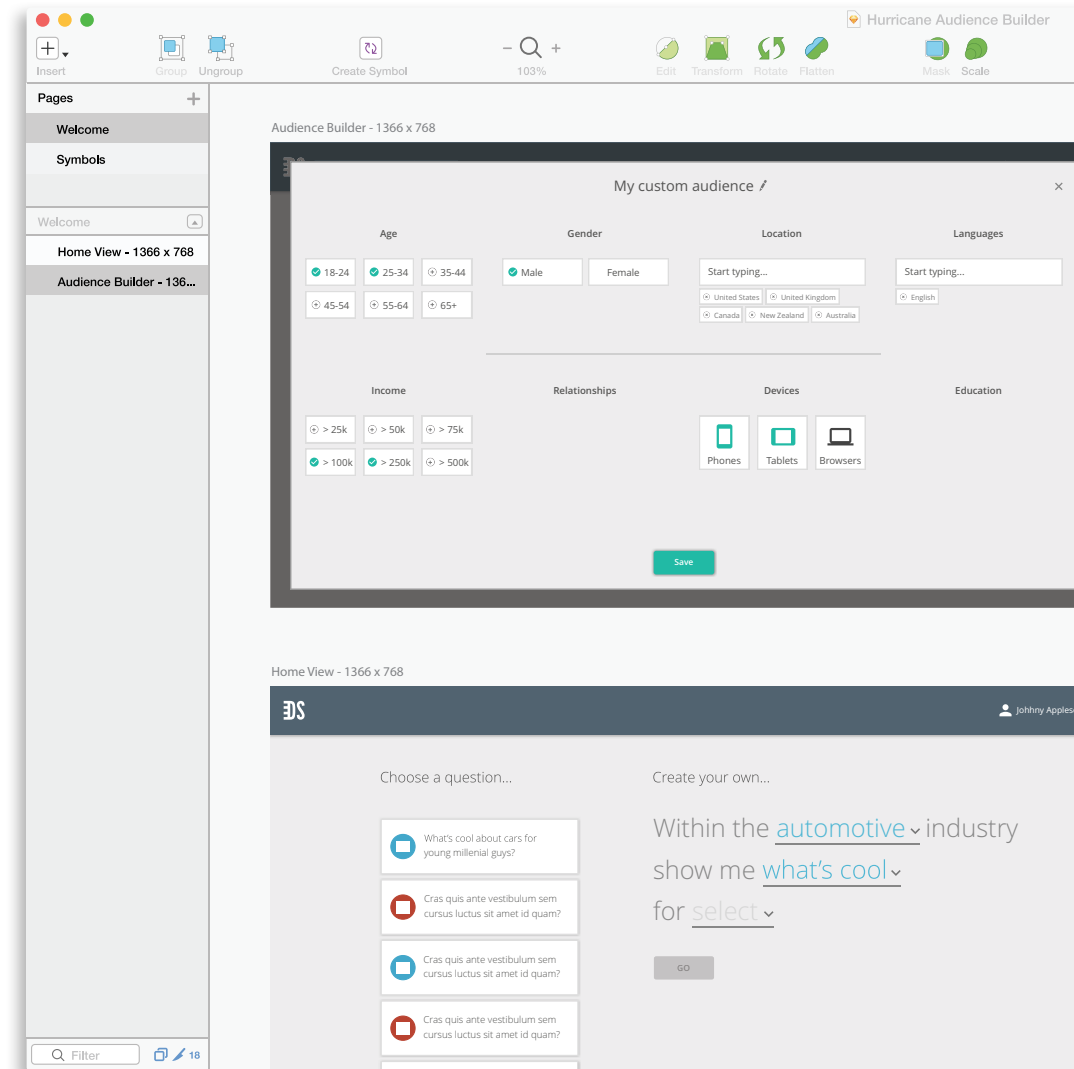 Hurricane Audience Builder
Insert
Group
Ungroup
Create Symbol
103%
Edit
Transform
Rotate
Flatten
Mask
Scale
Pages
Welcome
Symbols
Welcome
Home View - 1366 x 768
Audience Builder - 136...
Filter
18
Audience Builder - 1366 x 768
My custom audience
Age
Gender
Location
Languages
18-24
25-34
35-44
45-54
55-64
65+
Male
Female
Start typing...
United States
United Kingdom
Canada
New Zealand
Australia
Start typing...
English
Income
Relationships
Devices
Education
> 25k
> 50k
> 75k
> 100k
> 250k
> 500k
Phones
Tablets
Browsers
Save
Home View - 1366 x 768
DS
Johhny Apples
Choose a question...
What's cool about cars for
young millenial guys?
Cras quis ante vestibulum sem
cursus luctus sit amet id quam?
Cras quis ante vestibulum sem
cursus luctus sit amet id quam?
Cras quis ante vestibulum sem
cursus luctus sit amet id quam?
Create your own...
Within the automotive industry
show me what's cool
for select
GO